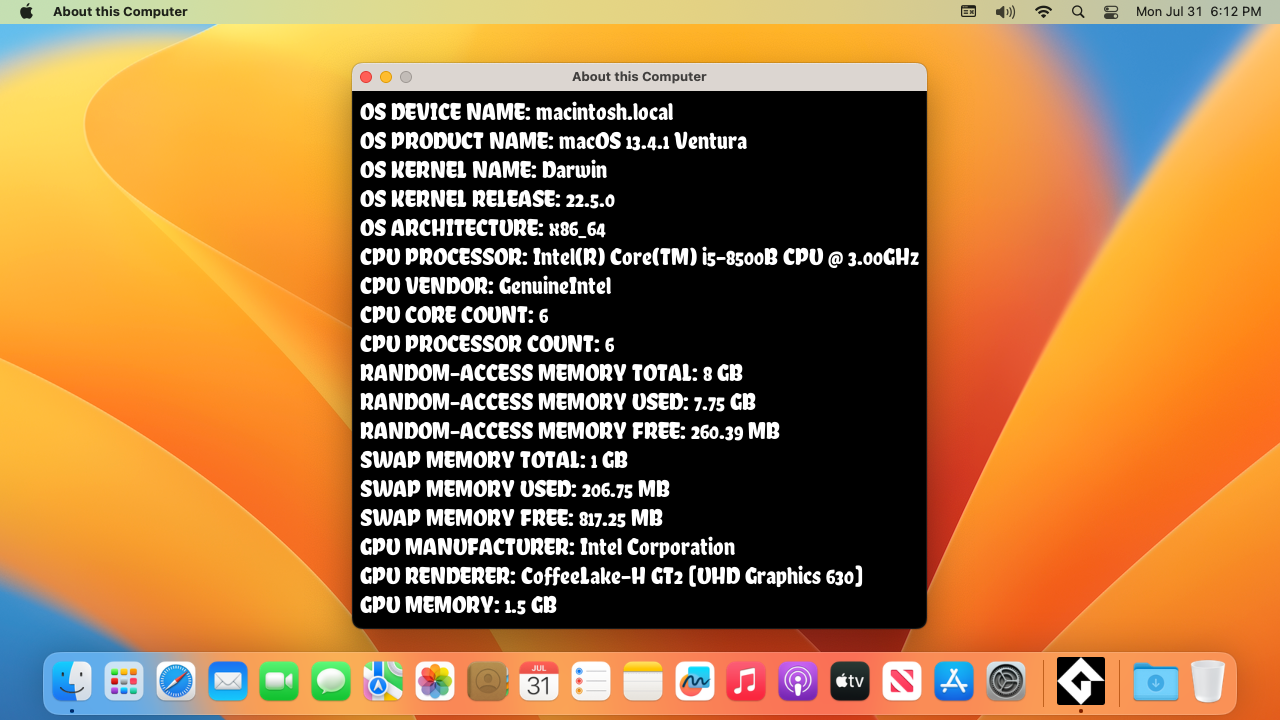 About this Computer
Mon Jul 31 6:12 PM
About this Computer
OS DEVICE NAME: macintosh.local
OS PRODUCT NAME: macOS 13.4.1 Ventura
OS KERNEL NAME: Darwin
OS KERNEL RELEASE: 22.5.0
OS ARCHITECTURE: x86_64
CPU PROCESSOR: Intel(R) Core(TM) i5-8500B CPU @ 3.00GHz
CPU VENDOR: GenuineIntel
CPU CORE COUNT: 6
CPU PROCESSOR COUNT: 6
RANDOM-ACCESS MEMORY TOTAL: 8 GB
RANDOM-ACCESS MEMORY USED: 7.75 GB
RANDOM-ACCESS MEMORY FREE: 260.39 MB
SWAP MEMORY TOTAL: 1 GB
SWAP MEMORY USED: 206.75 MB
SWAP MEMORY FREE: 817.25 MB
GPU MANUFACTURER: Intel Corporation
GPU RENDERER: CoffeeLake-H GT2 [UHD Graphics 630]
GPU MEMORY: 1.5 GB
JUL
31
tv